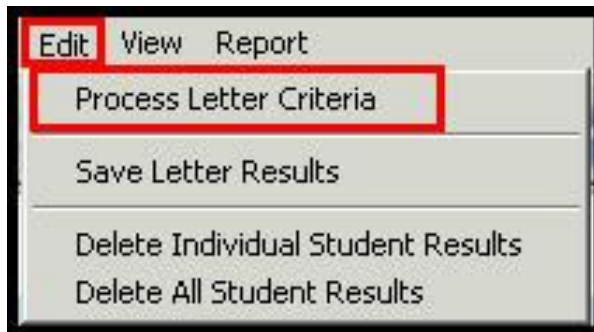 Edit View Report
Process Letter Criteria
Save Letter Results
Delete Individual Student Results
Delete All Student Results